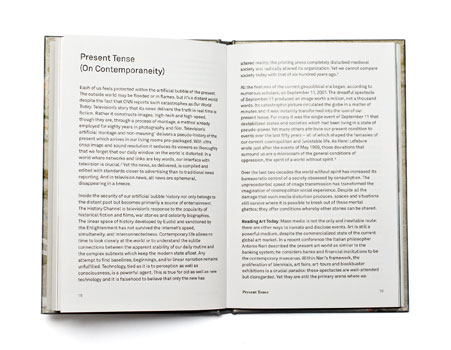 Present Tense
(On Contemporaneity)
Each of us feels protected within the artificial bubble of the present.
The outside world may be flooded or in flames, but it's a distant world
despite the fact that CNN reports such catastrophes as Our World
Today. Television's story that its news deliver the truth in real time is
fiction. Rather it constructs images, high-tech and high speed,
though they are, through a process of montage, a method already
employed for eighty years in photography and film. Television's
artificial montage and non-meaning delivers a pseudo-history of the
present which arrives in our living rooms pre-packaged. With ultra
crisp image and sound resolution it seduces us so thoroughly
that we forget that our daily window on the world is distorted. In a
world where networks and links are key words, our interface with
television is crucial. Yet the news, as delivered, is compiled and
edited with standards closer to advertising than to traditional news
reporting. And in television news, all news are ephemeral,
disappearing in a breeze.
Inside the security of our artificial bubble history not only belongs to
the distant past but becomes primarily a source of entertainment.
The History Channel is television's response to the popularity of
historical fiction and films, war stories and celebrity biographies.
The linear space of history developed by Euclid and sanctioned by
the Enlightenment has not survived the internet's speed,
simultaneity, and interconnectedness. Contemporary life allows no
time to look closely at the world or to understand the subtle
connections between the apparent stability of our daily routine and
the complex subtexts which keep the modern state afloat. Any
attempt to find baselines, beginnings, and/or linear narration remains
unfulfilled. Technology, tied as it is to perception as well as
consciousness, is a powerful agent. This is true for old as well as new
technology and it is falsehood to believe that only the new has
altered reality; the printing press completely disrupted medieval
society and radically altered its organization. Yet we cannot compare
society today with that of six hundred years ago.
All the features of the current geopolitical era began, according to
numerous scholars, on September 11, 2001. The dreadful spectacle
of September 11 produced an image worth a million, not a thousand
words. Its catastrophic picture circulated the globe in a matter of
minutes, and it was instantly transformed into the icon of our
present tense. For many it was the single event of September 11 that
destabilized states and societies which had been living in a state of
pseudo-peace. Yet many others attribute our present condition to
events over the last fifty years – all of which shaped the behaviors of
our current cosmopolitan and jetsetable life. As Henri Lefebvre
wrote just after the events of May 1968, those devastations that
surround us are a microcosm of the general conditions of
oppression, the spirit of a world without spirit.
Over the last two decades the world without spirit has increased its
bureaucratic control of a society obsessed by consumption. The
unprecedented speed of image transmission has transformed the
imagination of cosmopolitan social experience. Despite all the
damage that such media distortion produces, spaces and situations
still survive where it is possible to break out of these mental
ghettos; they offer conditions whereby other stories can be shared.
Reading Art Today: Mass media is not the only and inevitable route;
there are other ways to narrate and disclose events. Art is still a
powerful medium, despite the commercialized state of the current
global art market. In a recent conference the Italian philosopher
Antonio Negri described the present art world as similar to the
banking system: he considers banks and financial institutions to be
the contemporary museums. Within Negri's framework, the
proliferation of biennials, art fairs, art-tours and blockbuster
exhibitions is a crucial paradox: these spectacles are well-attended
but disregarded. Yet they are still the primary arena where we
Present Tense